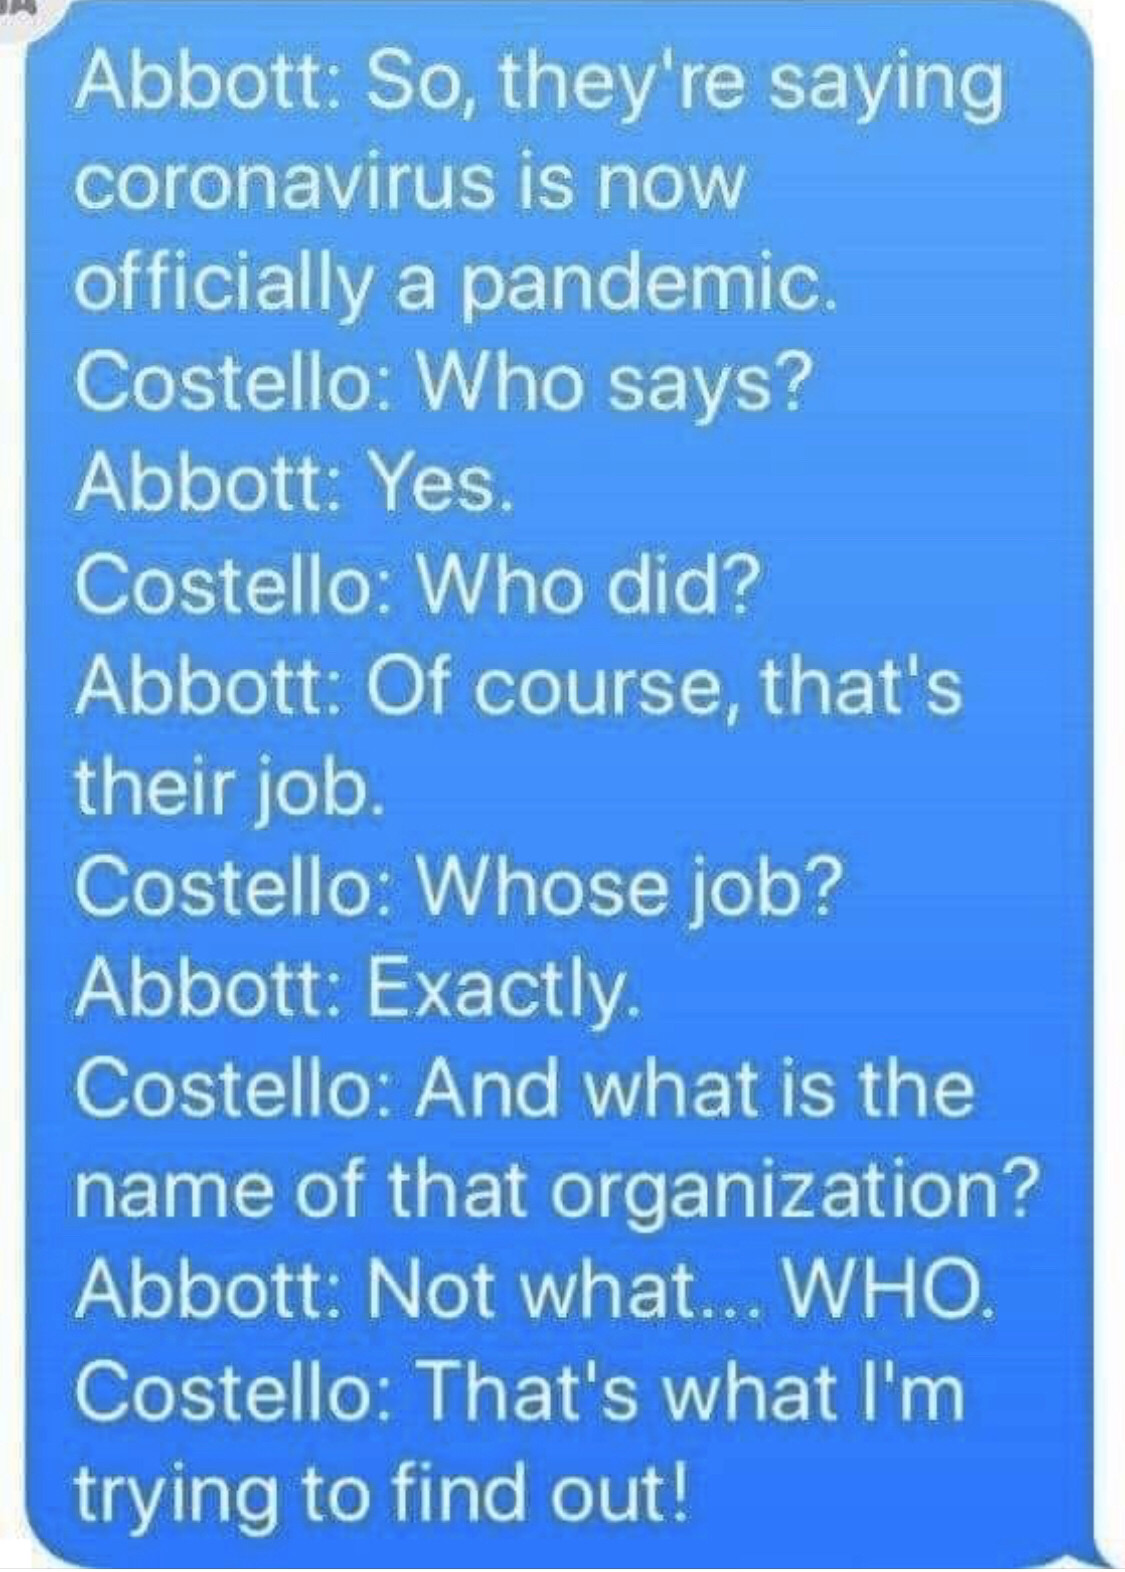 Abbott: So, they're saying
coronavirus is now
officially a pandemic.
Costello: Who says?
Abbott: Yes.
Costello: Who did?
Abbott: Of course, that's
their job.
Costello: Whose job?
Abbott: Exactly.
Costello: And what is the
name of that organization?
Abbott: Not what... WHO.
Costello: That's what I'm
trying to find out!